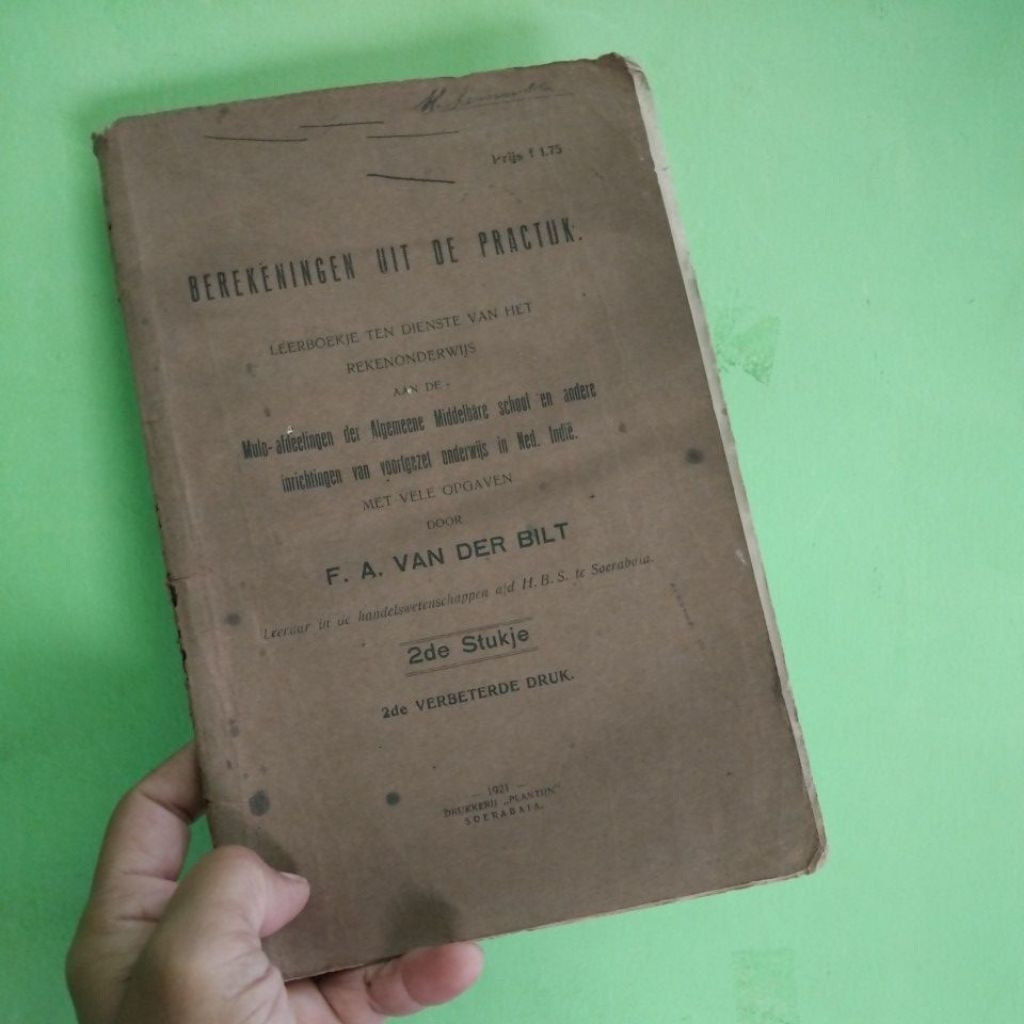 Prijs f 1.75
BEREKENINGEN UIT DE PRACTIJK.
LEERBOEKJE TEN DIENSTE VAN HET
REKENONDERWIJS
AAN DE
Mulo-afdeelingen der Algemeene Middelbare school en andere
inrichtingen van voortgezet onderwijs in Ned. Indië.
MET VELE OPGAVEN
DOOR
F. A. VAN DER BILT
Leeraar in de handelswetenschappen a/d H.B.S. te Soerabaia.
2de Stukje
2de VERBETERDE DRUK.
— 1921 —
DRUKKERIJ „PLANTIJN”
SOERABAIA.